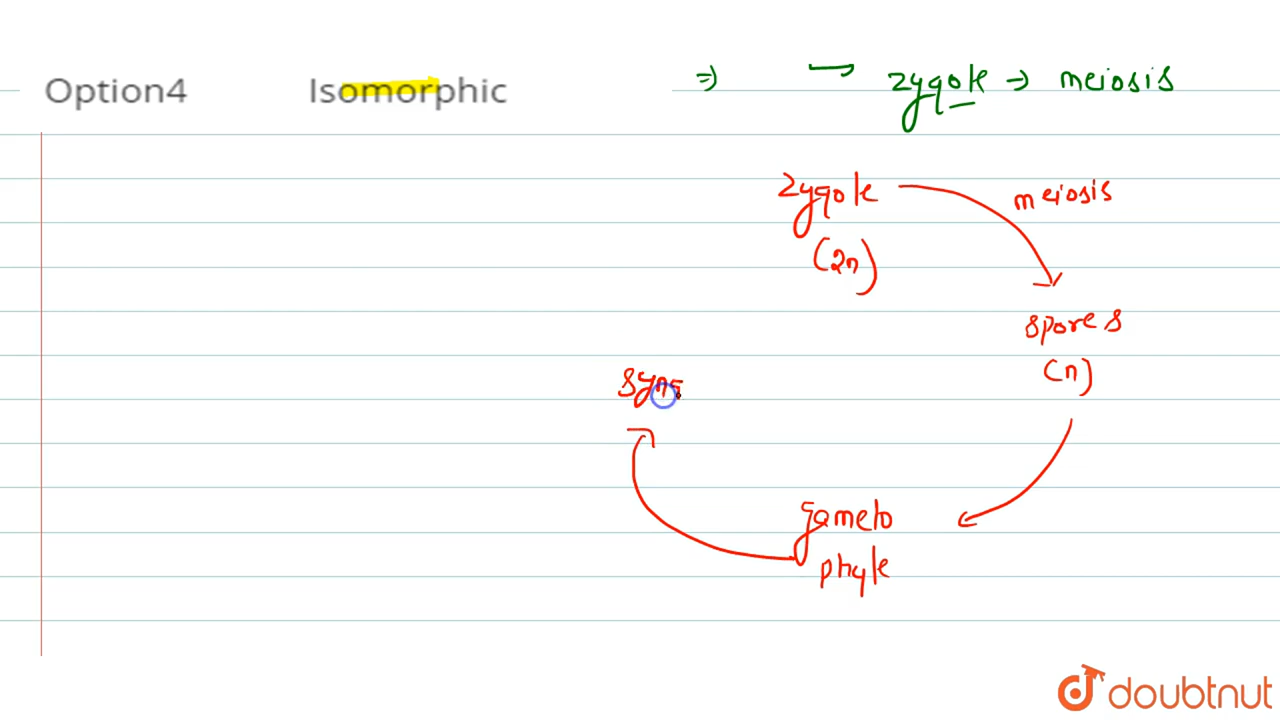 Option4 Isomorphic
⇒ → zygote → meiosis
zygote
meiosis
(2n)
spores
(n)
gameto
phyte
doubtnut